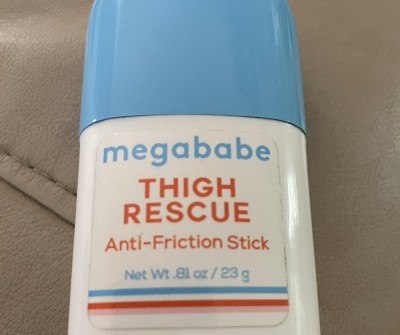 megababe
THIGH
RESCUE
Anti-Friction Stick
Net Wt .81 oz / 23 g